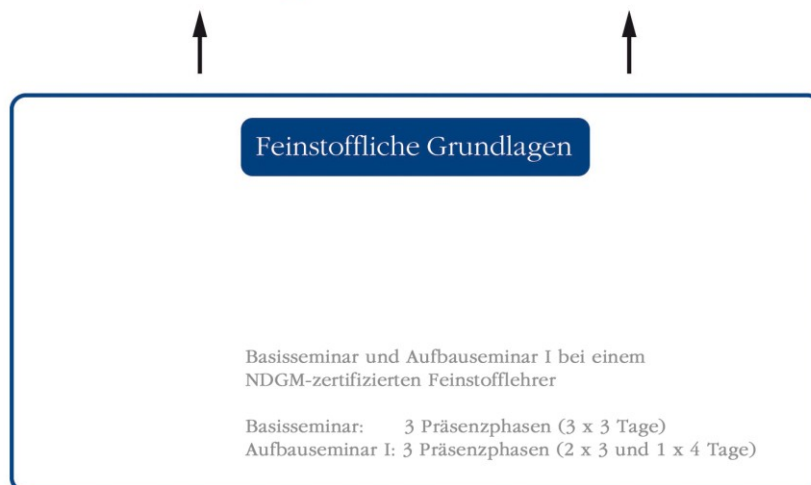 Feinstoffliche Grundlagen
Basisseminar und Aufbauseminar I bei einem
NDGM-zertifizierten Feinstofflehrer
Basisseminar: 3 Präsenzphasen (3 x 3 Tage)
Aufbauseminar I: 3 Präsenzphasen (2 x 3 und 1 x 4 Tage)